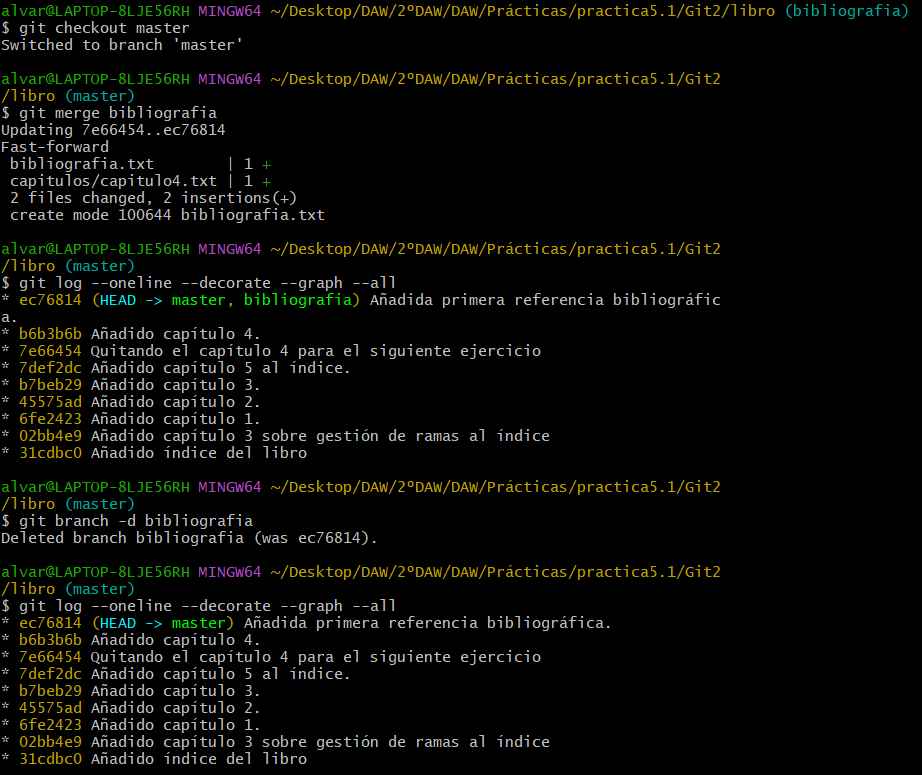 alvar@LAPTOP-8LJE56RH MINGW64 ~/Desktop/DAW/2ºDAW/DAW/Prácticas/practica5.1/Git2/libro (bibliografia)
$ git checkout master
Switched to branch 'master'

alvar@LAPTOP-8LJE56RH MINGW64 ~/Desktop/DAW/2ºDAW/DAW/Prácticas/practica5.1/Git2
/libro (master)
$ git merge bibliografia
Updating 7e66454..ec76814
Fast-forward
 bibliografia.txt        | 1 +
 capitulos/capitulo4.txt | 1 +
 2 files changed, 2 insertions(+)
 create mode 100644 bibliografia.txt

alvar@LAPTOP-8LJE56RH MINGW64 ~/Desktop/DAW/2ºDAW/DAW/Prácticas/practica5.1/Git2
/libro (master)
$ git log --oneline --decorate --graph --all
* ec76814 (HEAD -> master, bibliografia) Añadida primera referencia bibliográfic
a.
* b6b3b6b Añadido capítulo 4.
* 7e66454 Quitando el capítulo 4 para el siguiente ejercicio
* 7def2dc Añadido capítulo 5 al índice.
* b7beb29 Añadido capítulo 3.
* 45575ad Añadido capítulo 2.
* 6fe2423 Añadido capítulo 1.
* 02bb4e9 Añadido capítulo 3 sobre gestión de ramas al índice
* 31cdbc0 Añadido índice del libro

alvar@LAPTOP-8LJE56RH MINGW64 ~/Desktop/DAW/2ºDAW/DAW/Prácticas/practica5.1/Git2
/libro (master)
$ git branch -d bibliografia
Deleted branch bibliografia (was ec76814).

alvar@LAPTOP-8LJE56RH MINGW64 ~/Desktop/DAW/2ºDAW/DAW/Prácticas/practica5.1/Git2
/libro (master)
$ git log --oneline --decorate --graph --all
* ec76814 (HEAD -> master) Añadida primera referencia bibliográfica.
* b6b3b6b Añadido capítulo 4.
* 7e66454 Quitando el capítulo 4 para el siguiente ejercicio
* 7def2dc Añadido capítulo 5 al índice.
* b7beb29 Añadido capítulo 3.
* 45575ad Añadido capítulo 2.
* 6fe2423 Añadido capítulo 1.
* 02bb4e9 Añadido capítulo 3 sobre gestión de ramas al índice
* 31cdbc0 Añadido índice del libro